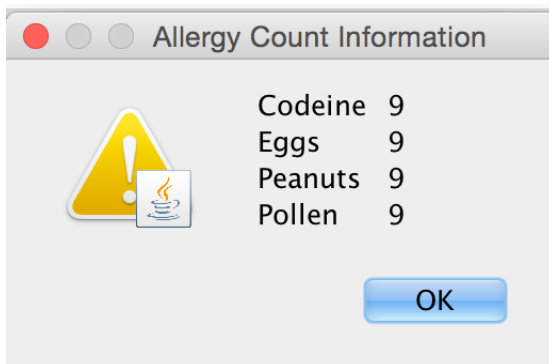 Allergy Count Information
Codeine 9
Eggs 9
Peanuts 9
Pollen 9
OK